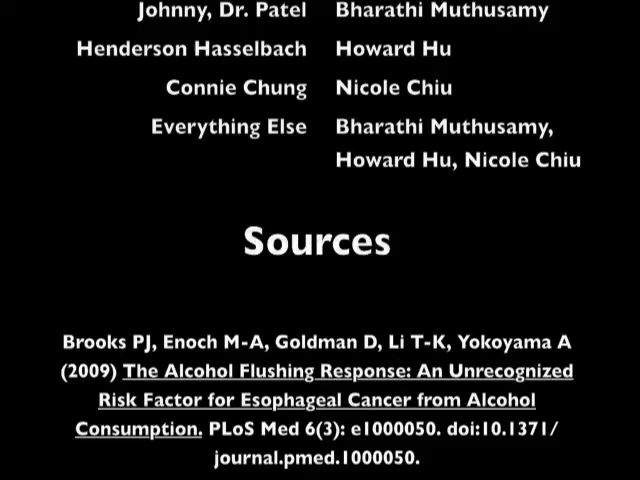 Johnny, Dr. Patel Bharathi Muthusamy
Henderson Hasselbach Howard Hu
Connie Chung Nicole Chiu
Everything Else Bharathi Muthusamy,
Howard Hu, Nicole Chiu
Sources
Brooks PJ, Enoch M-A, Goldman D, Li T-K, Yokoyama A
(2009) The Alcohol Flushing Response: An Unrecognized
Risk Factor for Esophageal Cancer from Alcohol
Consumption. PLoS Med 6(3): e1000050. doi:10.1371/
journal.pmed.1000050.